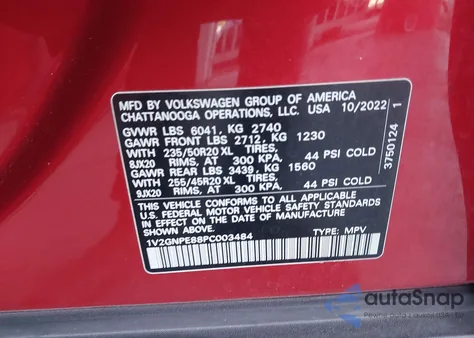 MFD BY VOLKSWAGEN GROUP OF AMERICA
CHATTANOOGA OPERATIONS, LLC. USA 10/2022
GVWR LBS 6041, KG 2740
GAWR FRONT LBS 2712, KG 1230
WITH 235/50R20 XL TIRES,
8JX20 RIMS, AT 300 KPA, 44 PSI COLD
GAWR REAR LBS 3439, KG 1560
WITH 255/45R20 XL TIRES,
9JX20 RIMS, AT 300 KPA, 44 PSI COLD
THIS VEHICLE CONFORMS TO ALL APPLICABLE
U.S. FEDERAL MOTOR VEHICLE SAFETY STANDARDS
IN EFFECT ON THE DATE OF MANUFACTURE
SHOWN ABOVE.
1V2GNPE88PC003484 TYPE: MPV
3750124 1
autoSnap